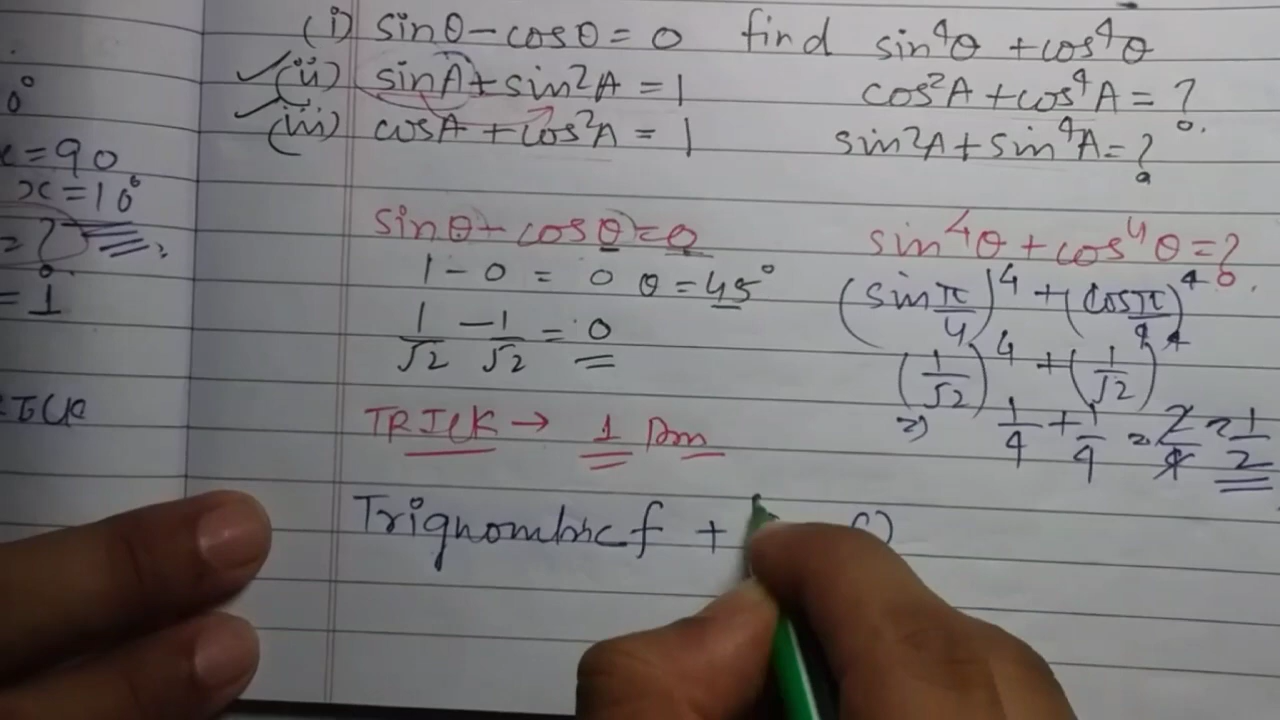 (i) sinθ - cosθ = 0 find sin⁴θ + cos⁴θ
(ii) sinA + sin²A = 1 cos²A + cos⁴A = ?
(iii) cosA + cos²A = 1 sin²A + sin⁴A = ?
0°
x = 90
x = 10°
= ?
= 1
sinθ - cosθ = 0 sin⁴θ + cos⁴θ = ?
1 - 0 = 0 θ = 45° (sin π/4)⁴ + (cos π/4)⁴
1/√2 - 1/√2 = 0 (1/√2)⁴ + (1/√2)⁴
=) 1/4 + 1/4 = 2/4 = 1/2
TRICK → 1 Am
f +